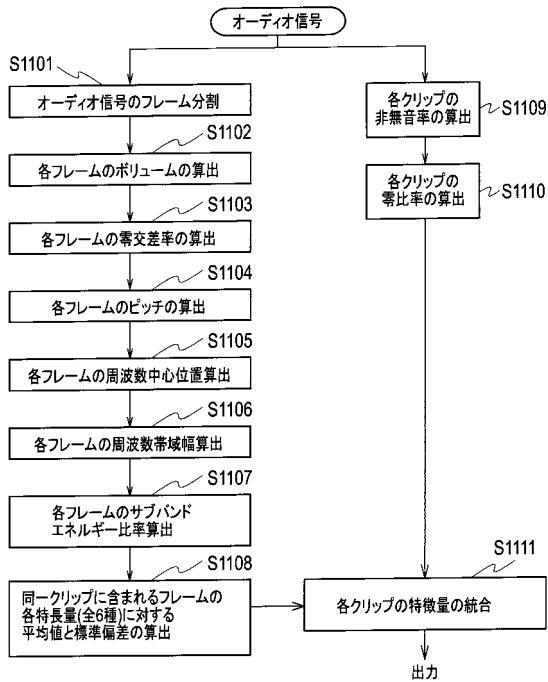 オーディオ信号
S1101
オーディオ信号のフレーム分割
S1102
各フレームのボリュームの算出
S1103
各フレームの零交差率の算出
S1104
各フレームのピッチの算出
S1105
各フレームの周波数中心位置算出
S1106
各フレームの周波数帯域幅算出
S1107
各フレームのサブバンド
エネルギー比率算出
S1108
同一クリップに含まれるフレームの
各特長量(全6種)に対する
平均値と標準偏差の算出
各クリップの
非無音率の算出
S1109
各クリップの
零比率の算出
S1110
S1111
各クリップの特徴量の統合
出力